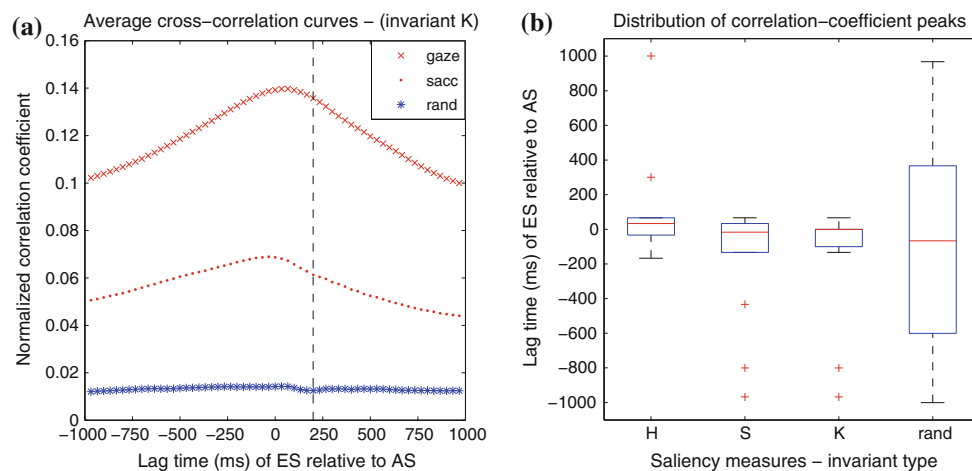 (a)
Average cross−correlation curves − (invariant K)
Normalized correlation coefficient
0.16
0.14
0.12
0.1
0.08
0.06
0.04
0.02
0
gaze
sacc
rand
−1000 −750 −500 −250 0 250 500 750 1000
Lag time (ms) of ES relative to AS
(b)
Distribution of correlation−coefficient peaks
Lag time (ms) of ES relative to AS
1000
800
600
400
200
0
−200
−400
−600
−800
−1000
H S K rand
Saliency measures − invariant type